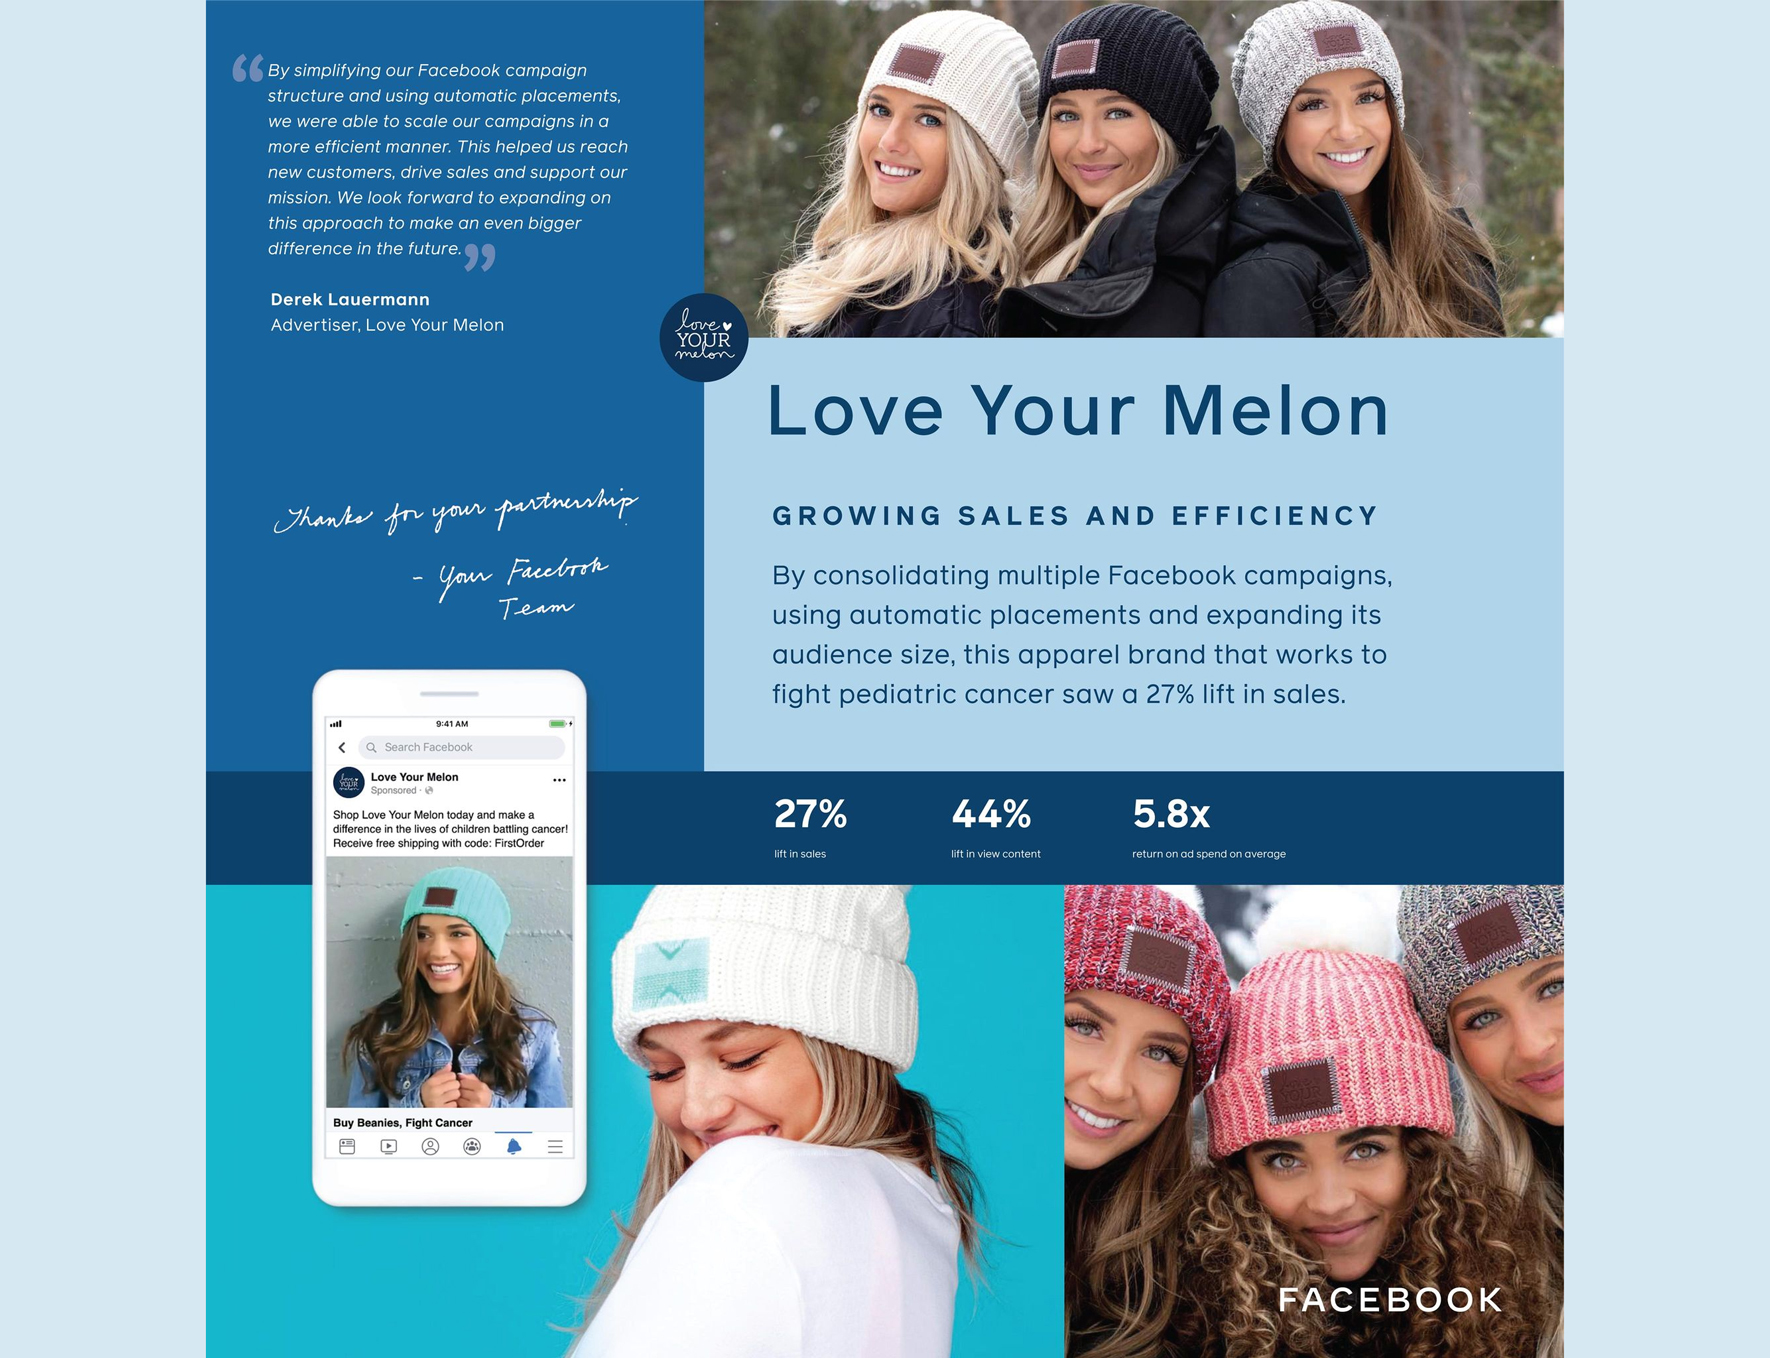 “ By simplifying our Facebook campaign
structure and using automatic placements,
we were able to scale our campaigns in a
more efficient manner. This helped us reach
new customers, drive sales and support our
mission. We look forward to expanding on
this approach to make an even bigger
difference in the future. ”
Derek Lauermann
Advertiser, Love Your Melon
Thanks for your partnership
- Your Facebook
Team
love
YOUR
melon
Love Your Melon
GROWING SALES AND EFFICIENCY
By consolidating multiple Facebook campaigns,
using automatic placements and expanding its
audience size, this apparel brand that works to
fight pediatric cancer saw a 27% lift in sales.
27%
lift in sales
44%
lift in view content
5.8x
return on ad spend on average
9:41 AM
Search Facebook
love
YOUR
melon
Love Your Melon
Sponsored ·
Shop Love Your Melon today and make a
difference in the lives of children battling cancer!
Receive free shipping with code: FirstOrder
Buy Beanies, Fight Cancer
FACEBOOK